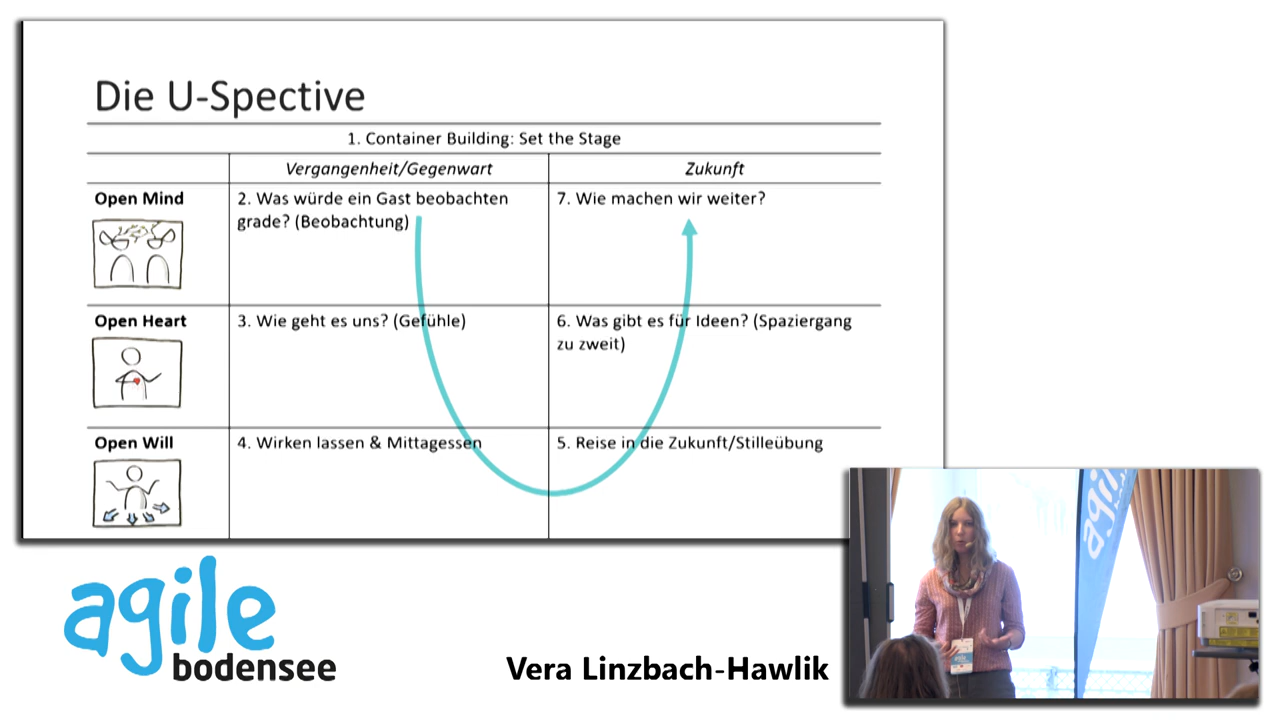 Die U-Spective
1. Container Building: Set the Stage
Vergangenheit/Gegenwart
Zukunft
Open Mind
2. Was würde ein Gast beobachten
grade? (Beobachtung)
7. Wie machen wir weiter?
Open Heart
3. Wie geht es uns? (Gefühle)
6. Was gibt es für Ideen? (Spaziergang
zu zweit)
Open Will
4. Wirken lassen & Mittagessen
5. Reise in die Zukunft/Stilleübung
agile
bodensee
Vera Linzbach-Hawlik
agile
agile